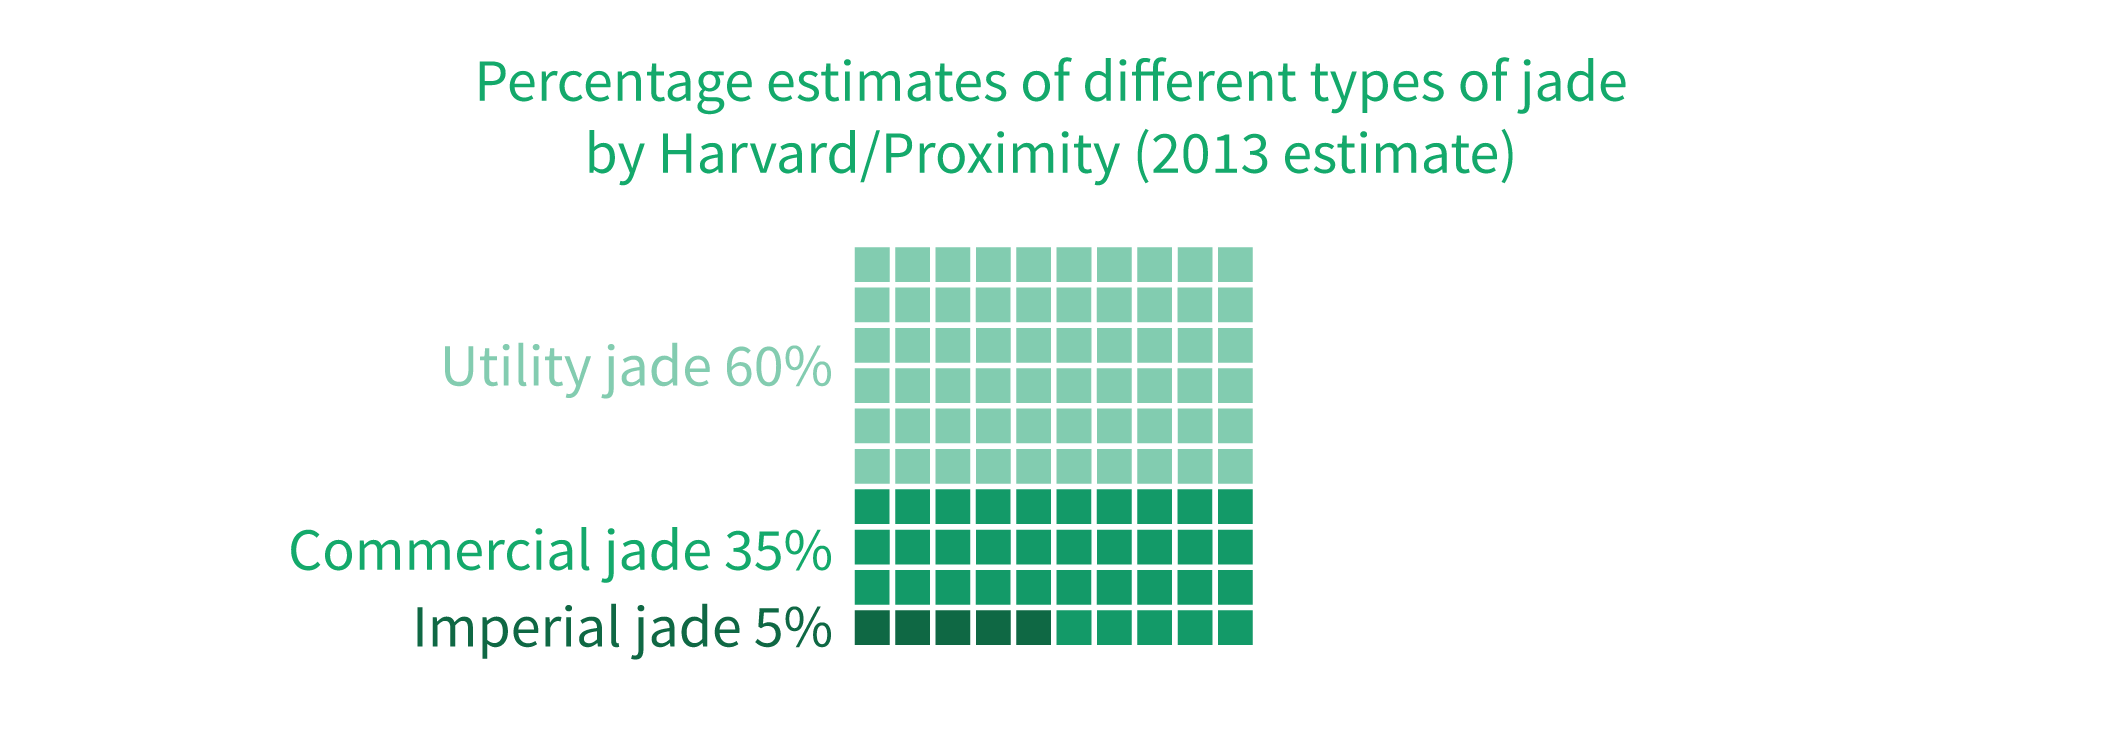 Percentage estimates of different types of jade
by Harvard/Proximity (2013 estimate)
Utility jade 60%
Commercial jade 35%
Imperial jade 5%